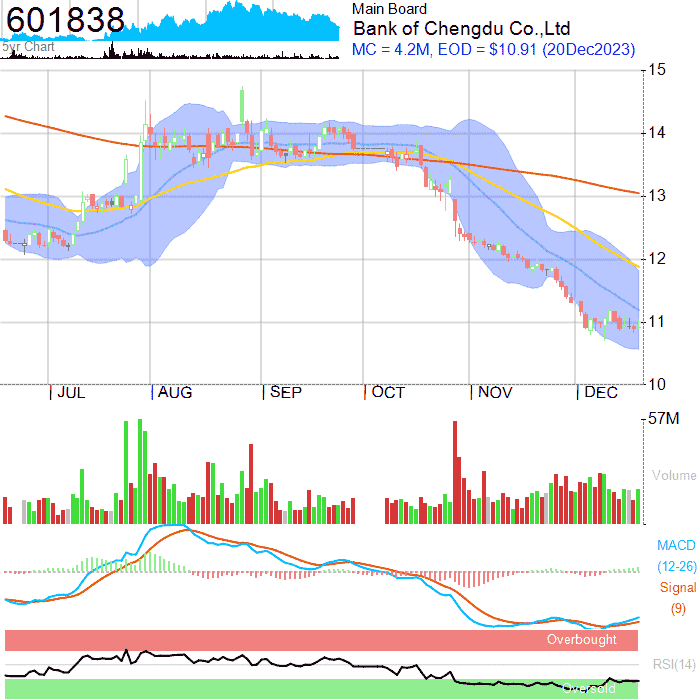 601838
5yr Chart
Main Board
Bank of Chengdu Co.,Ltd
MC = 4.2M, EOD = $10.91 (20Dec2023)
15
14
13
12
11
10
JUL AUG SEP OCT NOV DEC
57M
Volume
MACD
(12-26)
Signal
(9)
Overbought
RSI(14)
Oversold